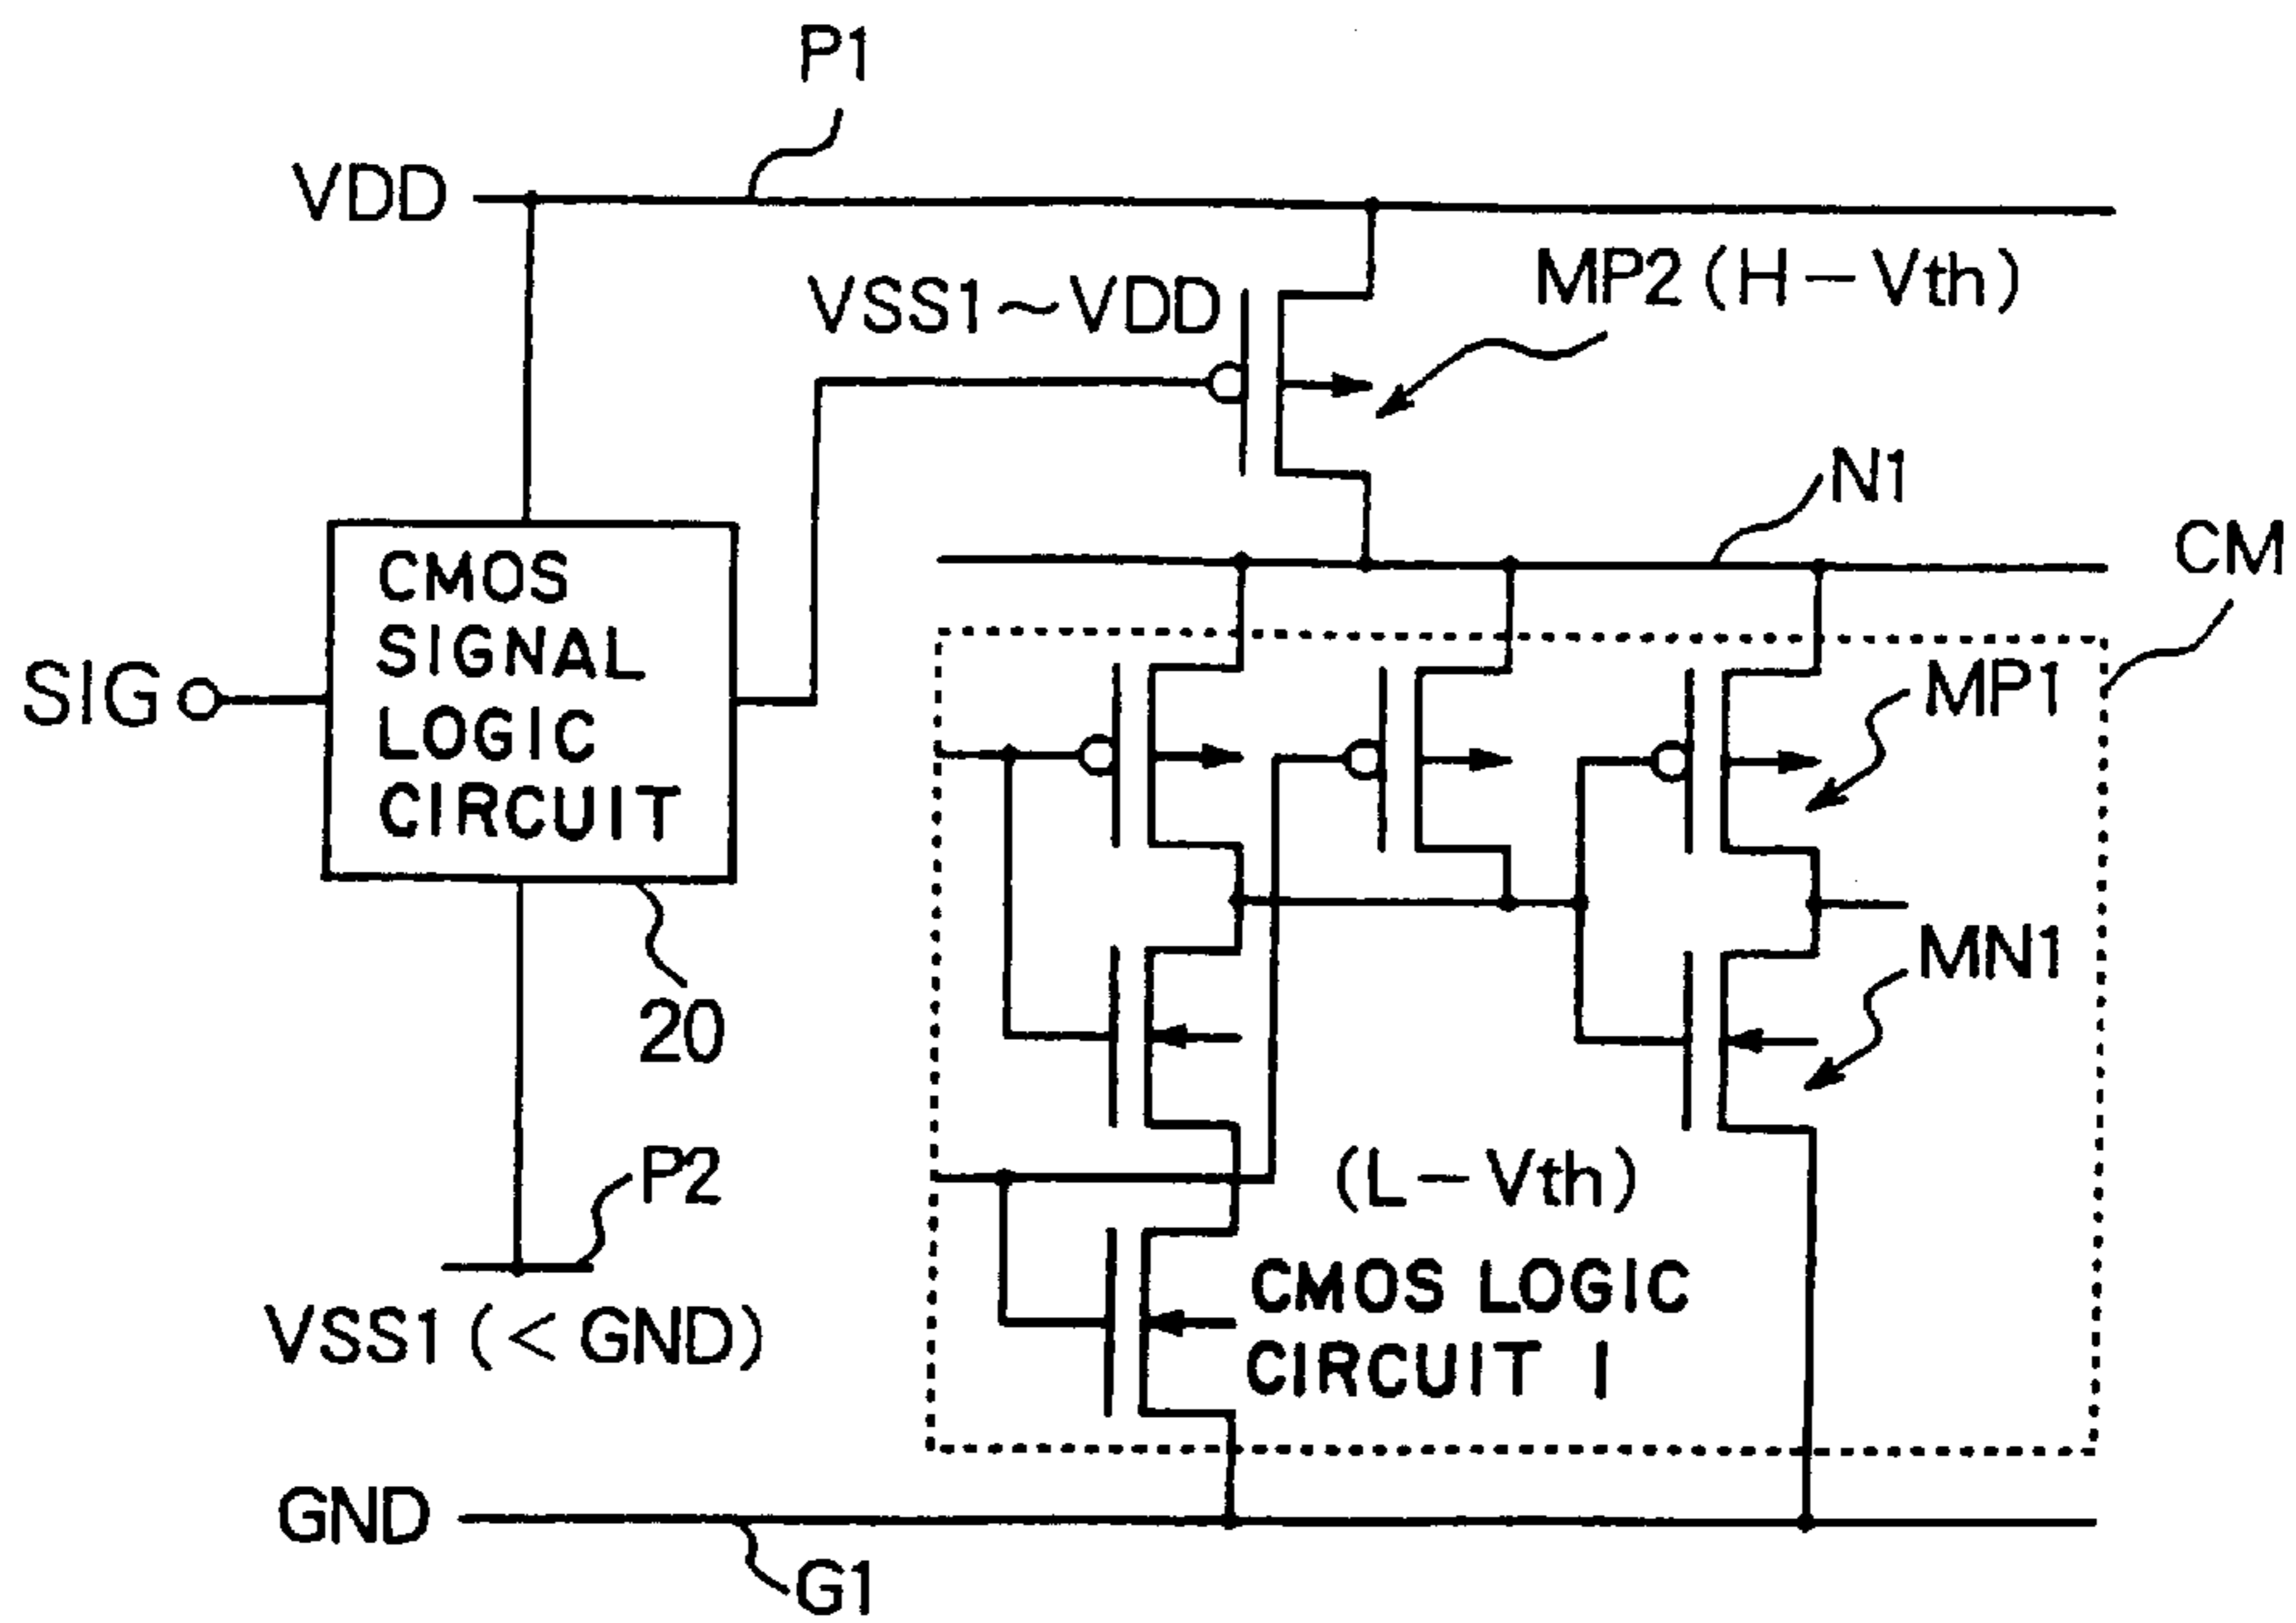 P1
VDD
MP2 (H-Vth)
VSS1~VDD
N1
CM
CMOS
SIGNAL
LOGIC
CIRCUIT
SIG
MP1
MN1
20
P2
(L-Vth)
VSS1 (< GND)
CMOS LOGIC
CIRCUIT 1
GND
G1